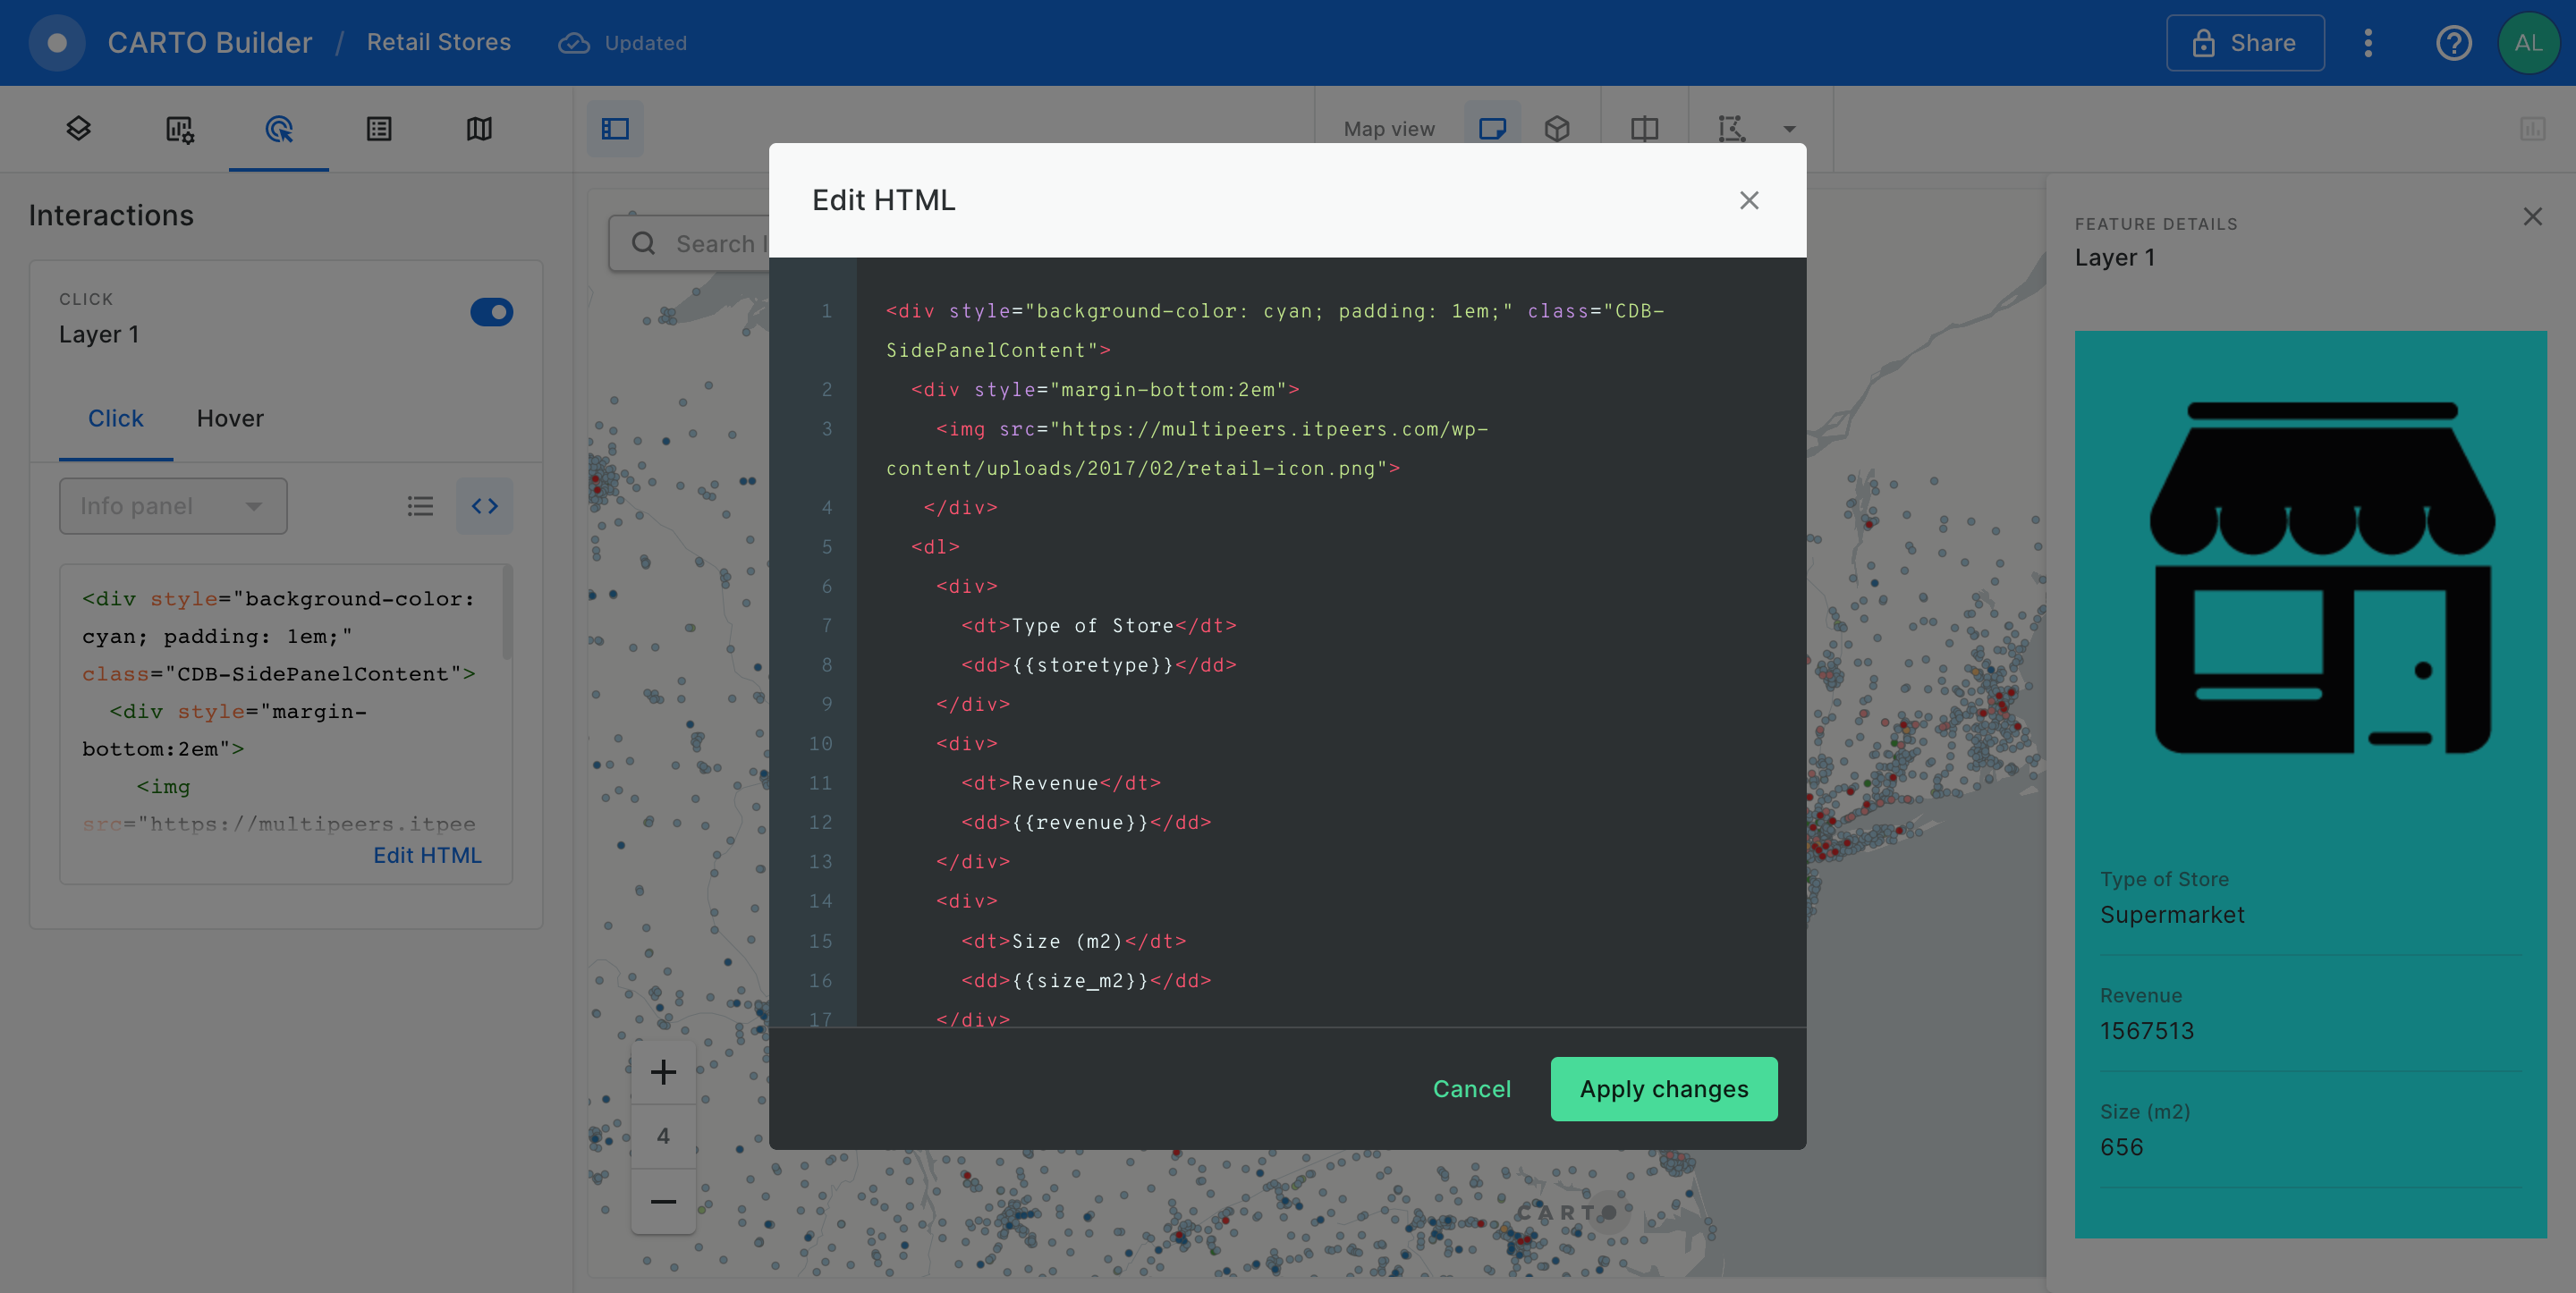 CARTO Builder / Retail Stores Updated
Share
AL
Map view
Interactions
CLICK
Layer 1
Click Hover
Info panel
<div style="background-color:
cyan; padding: 1em;"
class="CDB-SidePanelContent">
<div style="margin-
bottom:2em">
<img
src="https://multipeers.itpee
Edit HTML
Search
4
Edit HTML
1 <div style="background-color: cyan; padding: 1em;" class="CDB-
SidePanelContent">
2 <div style="margin-bottom:2em">
3 <img src="https://multipeers.itpeers.com/wp-
content/uploads/2017/02/retail-icon.png">
4 </div>
5 <dl>
6 <div>
7 <dt>Type of Store</dt>
8 <dd>{{storetype}}</dd>
9 </div>
10 <div>
11 <dt>Revenue</dt>
12 <dd>{{revenue}}</dd>
13 </div>
14 <div>
15 <dt>Size (m2)</dt>
16 <dd>{{size_m2}}</dd>
17 </div>
Cancel Apply changes
CARTO
FEATURE DETAILS
Layer 1
Type of Store
Supermarket
Revenue
1567513
Size (m2)
656